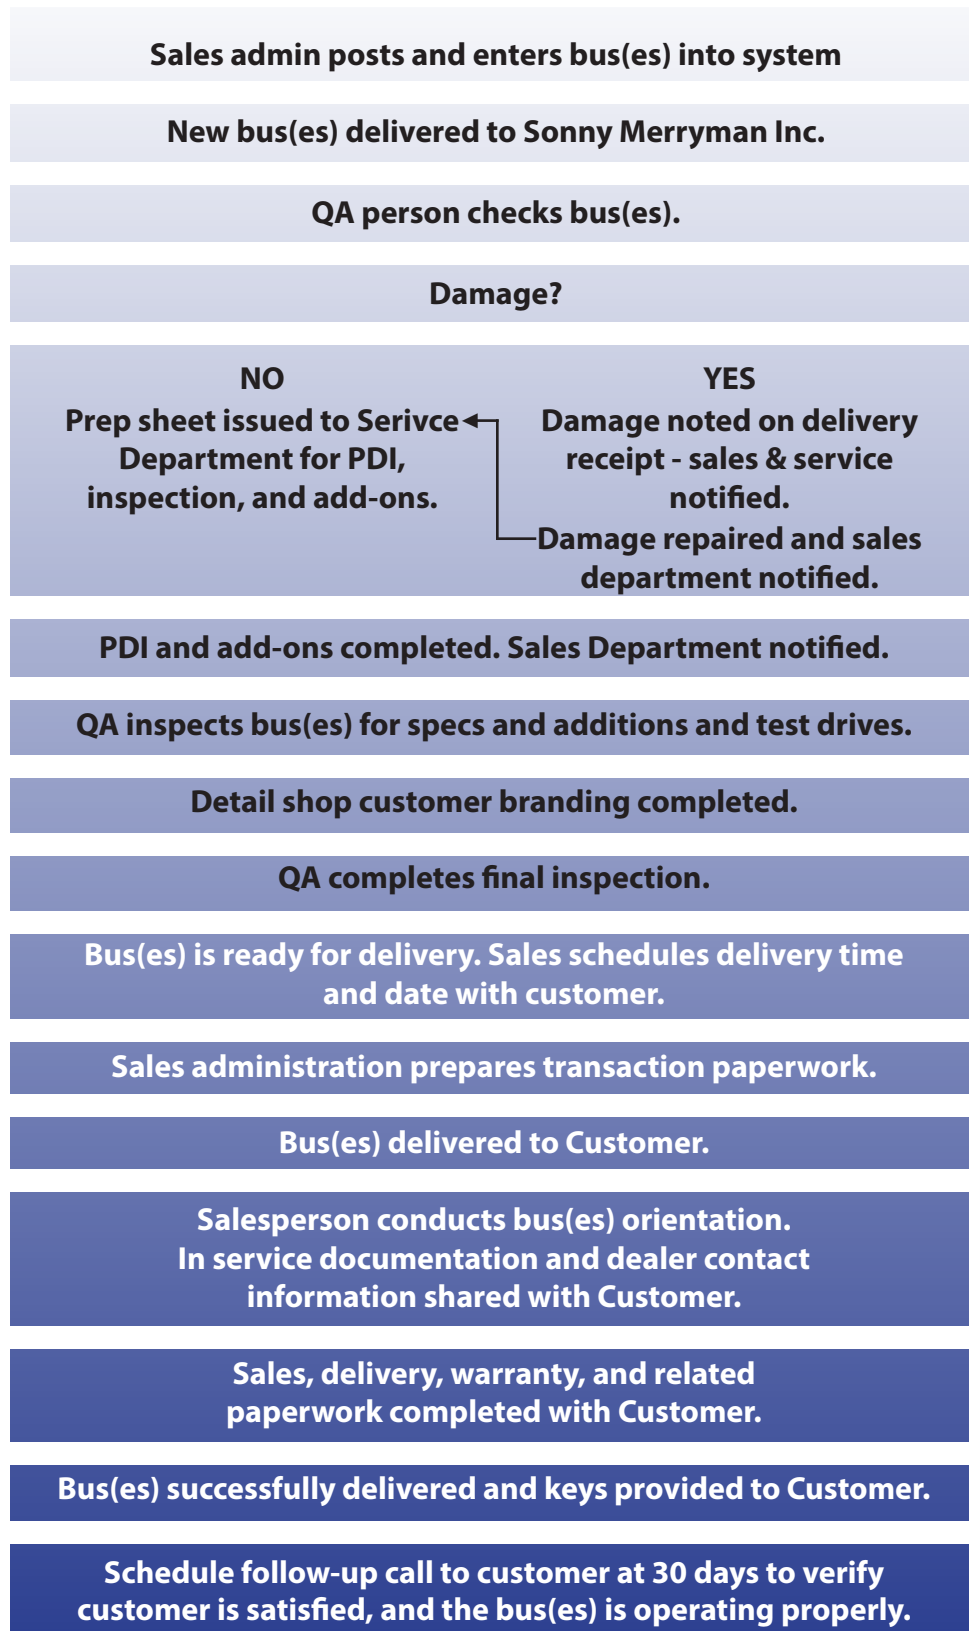 Sales admin posts and enters bus(es) into system
New bus(es) delivered to Sonny Merryman Inc.
QA person checks bus(es).
Damage?
NO
Prep sheet issued to Serivce
Department for PDI,
inspection, and add-ons.
YES
Damage noted on delivery
receipt - sales & service
notified.
Damage repaired and sales
department notified.
PDI and add-ons completed. Sales Department notified.
QA inspects bus(es) for specs and additions and test drives.
Detail shop customer branding completed.
QA completes final inspection.
Bus(es) is ready for delivery. Sales schedules delivery time
and date with customer.
Sales administration prepares transaction paperwork.
Bus(es) delivered to Customer.
Salesperson conducts bus(es) orientation.
In service documentation and dealer contact
information shared with Customer.
Sales, delivery, warranty, and related
paperwork completed with Customer.
Bus(es) successfully delivered and keys provided to Customer.
Schedule follow-up call to customer at 30 days to verify
customer is satisfied, and the bus(es) is operating properly.